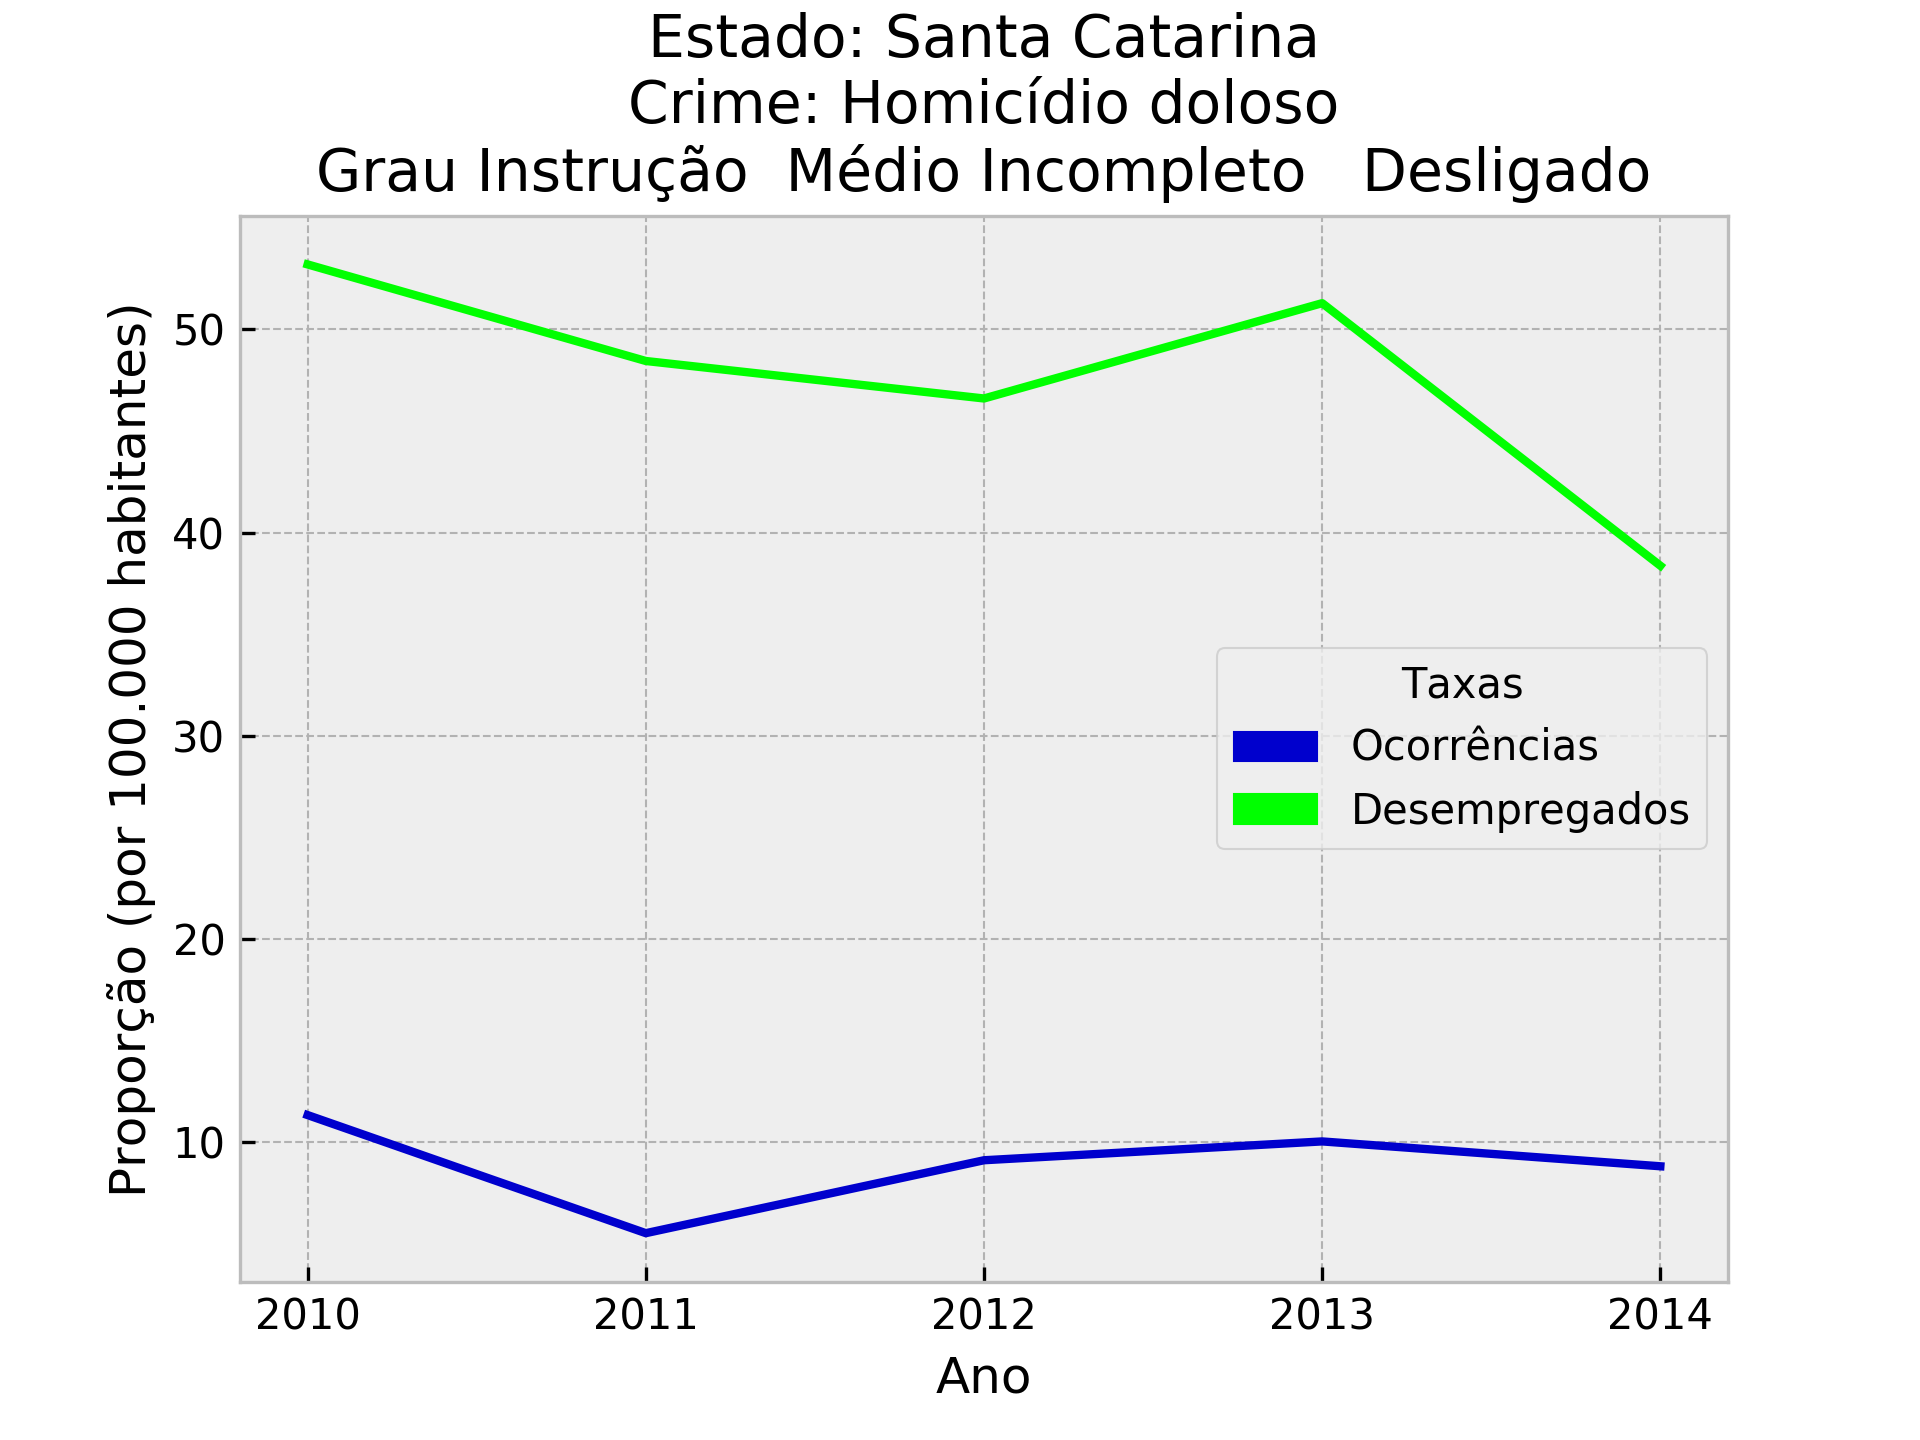 Estado: Santa Catarina
Crime: Homicídio doloso
Grau Instrução  Médio Incompleto   Desligado
Proporção (por 100.000 habitantes)
50
40
30
20
10
Taxas
Ocorrências
Desempregados
2010 2011 2012 2013 2014
Ano